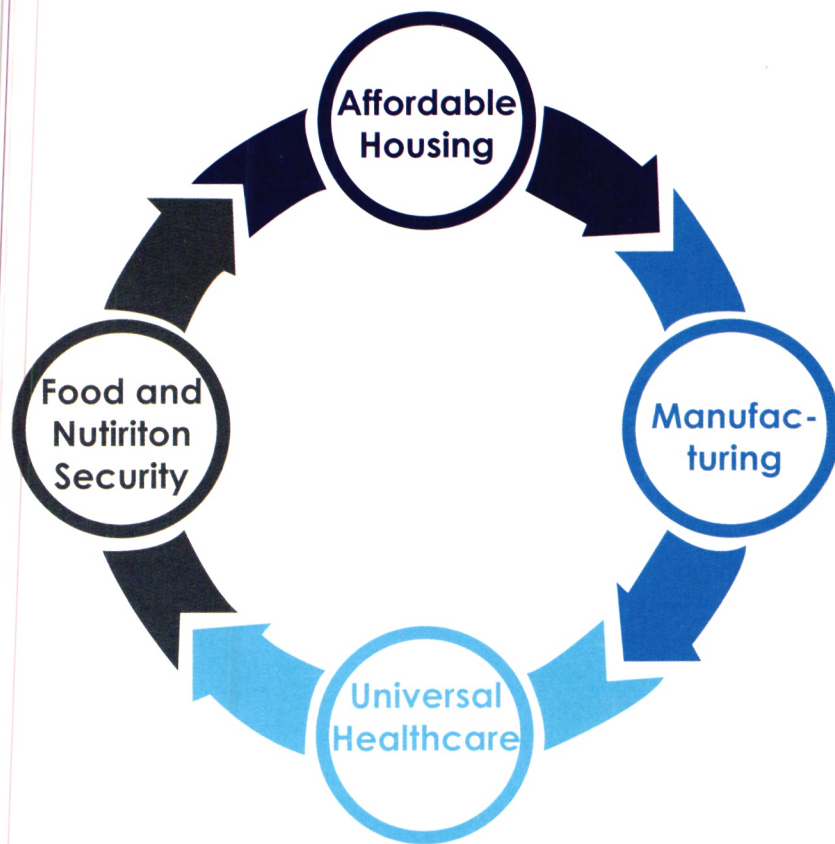 Affordable
Housing
Manufac-
turing
Universal
Healthcare
Food and
Nutiriton
Security